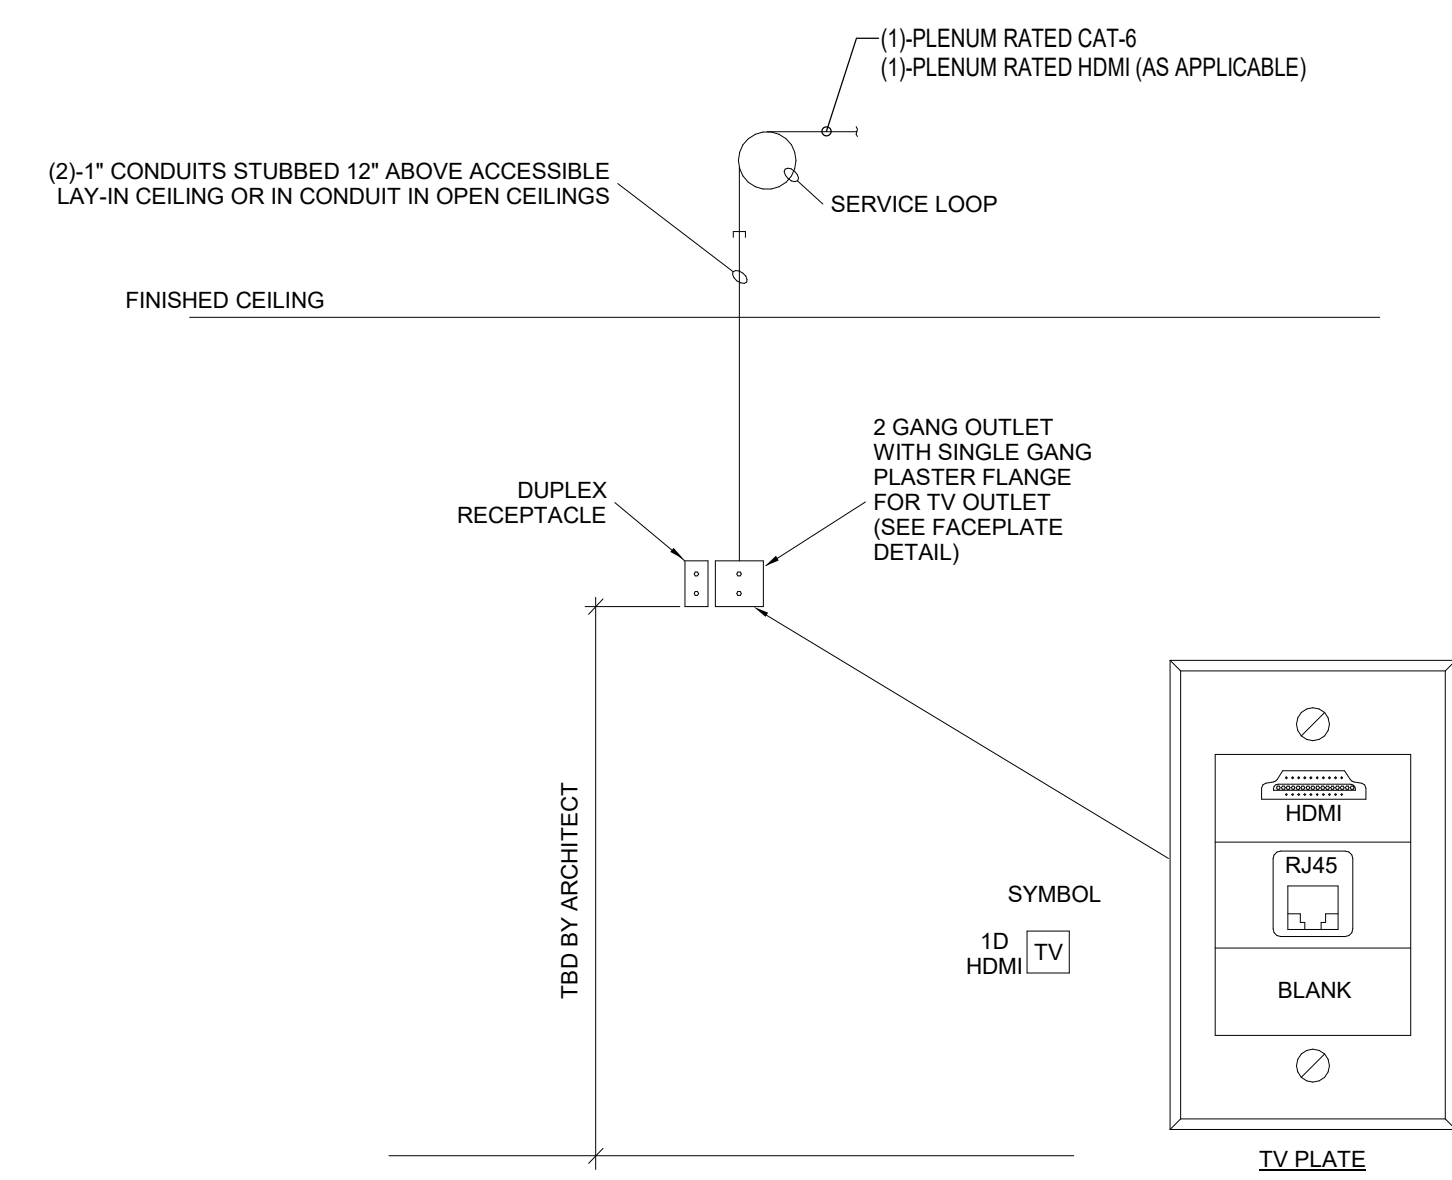 (1)-PLENUM RATED CAT-6
(1)-PLENUM RATED HDMI (AS APPLICABLE)
(2)-1" CONDUITS STUBBED 12" ABOVE ACCESSIBLE
LAY-IN CEILING OR IN CONDUIT IN OPEN CEILINGS
SERVICE LOOP
FINISHED CEILING
2 GANG OUTLET
WITH SINGLE GANG
PLASTER FLANGE
FOR TV OUTLET
(SEE FACEPLATE
DETAIL)
DUPLEX
RECEPTACLE
TBD BY ARCHITECT
SYMBOL
1D
HDMI
TV
HDMI
RJ45
BLANK
TV PLATE